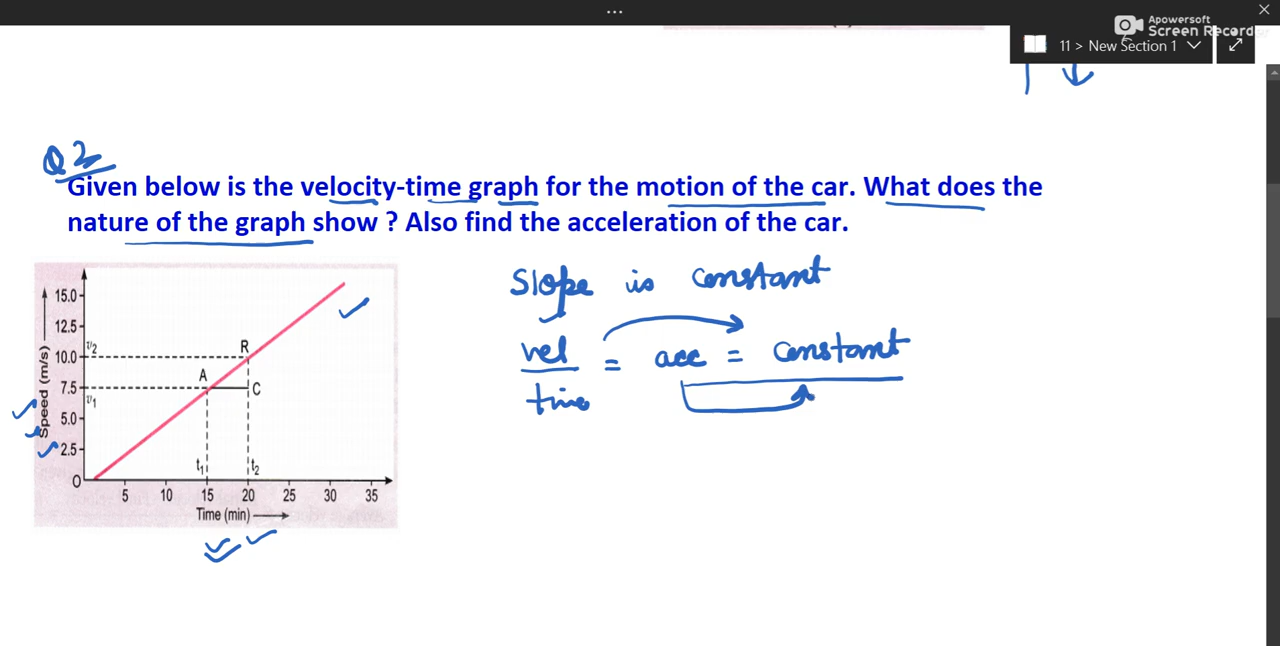 ...
Apowersoft
Screen Recorder
11 > New Section 1
Q2
Given below is the velocity-time graph for the motion of the car. What does the
nature of the graph show ? Also find the acceleration of the car.
Slope is constant
vel
time
= acc = constant
Speed (m/s)
15.0
12.5
10.0
7.5
5.0
2.5
O
v2
v1
R
A
C
t1
t2
5 10 15 20 25 30 35
Time (min)